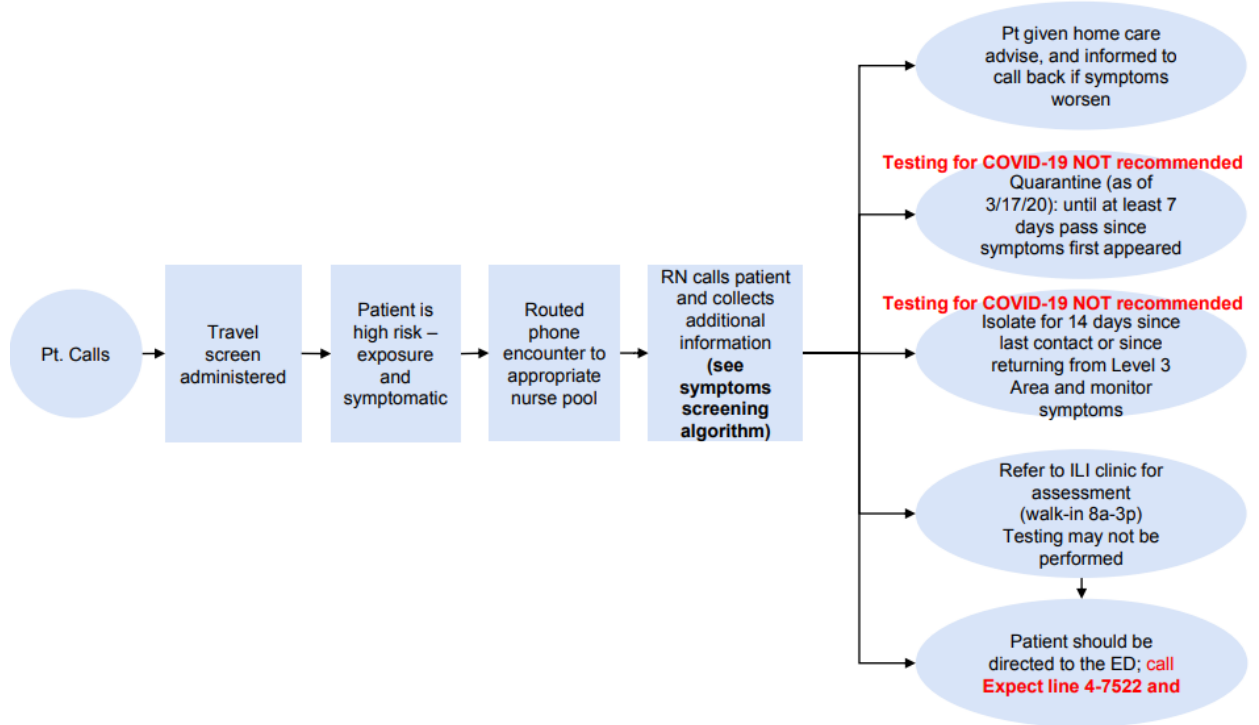 Pt. Calls
Travel
screen
administered
Patient is
high risk –
exposure
and
symptomatic
Routed
phone
encounter to
appropriate
nurse pool
RN calls patient
and collects
additional
information
(see
symptoms
screening
algorithm)
Pt given home care
advise, and informed to
call back if symptoms
worsen
Testing for COVID-19 NOT recommended
Quarantine (as of
3/17/20): until at least 7
days pass since
symptoms first appeared
Testing for COVID-19 NOT recommended
Isolate for 14 days since
last contact or since
returning from Level 3
Area and monitor
symptoms
Refer to ILI clinic for
assessment
(walk-in 8a-3p)
Testing may not be
performed
Patient should be
directed to the ED; call
Expect line 4-7522 and